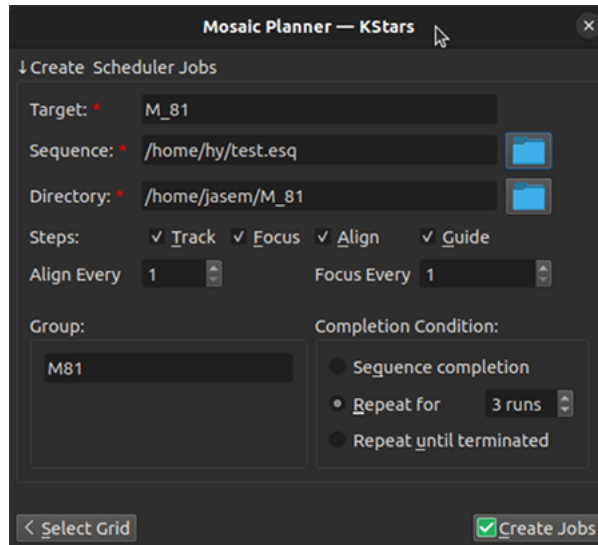 Mosaic Planner — KStars
↓Create Scheduler Jobs
Target: * M_81
Sequence: * /home/hy/test.esq
Directory: * /home/jasem/M_81
Steps: Track Focus Align Guide
Align Every 1 Focus Every 1
Group:
M81
Completion Condition:
Sequence completion
Repeat for 3 runs
Repeat until terminated
< Select Grid
Create Jobs